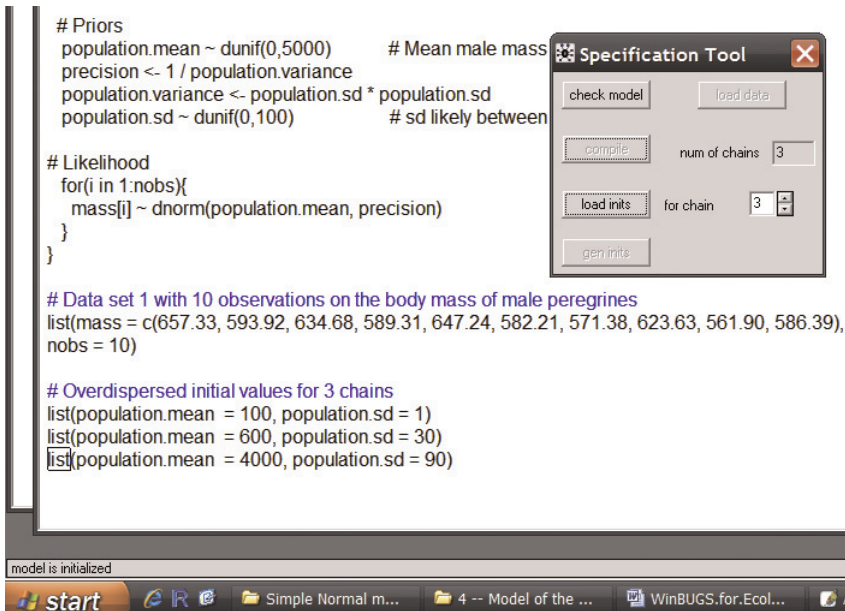 # Priors
population.mean ~ dunif(0,5000) # Mean male mass
precision <- 1 / population.variance
population.variance <- population.sd * population.sd
population.sd ~ dunif(0,100) # sd likely between
# Likelihood
for(i in 1:nobs){
mass[i] ~ dnorm(population.mean, precision)
}
}
# Data set 1 with 10 observations on the body mass of male peregrines
list(mass = c(657.33, 593.92, 634.68, 589.31, 647.24, 582.21, 571.38, 623.63, 561.90, 586.39),
nobs = 10)
# Overdispersed initial values for 3 chains
list(population.mean = 100, population.sd = 1)
list(population.mean = 600, population.sd = 30)
list(population.mean = 4000, population.sd = 90)
Specification Tool
check model load data
compile num of chains 3
load inits for chain 3
gen inits
model is initialized
start Simple Normal m... 4 -- Model of the ... WinBUGS.for.Ecol...